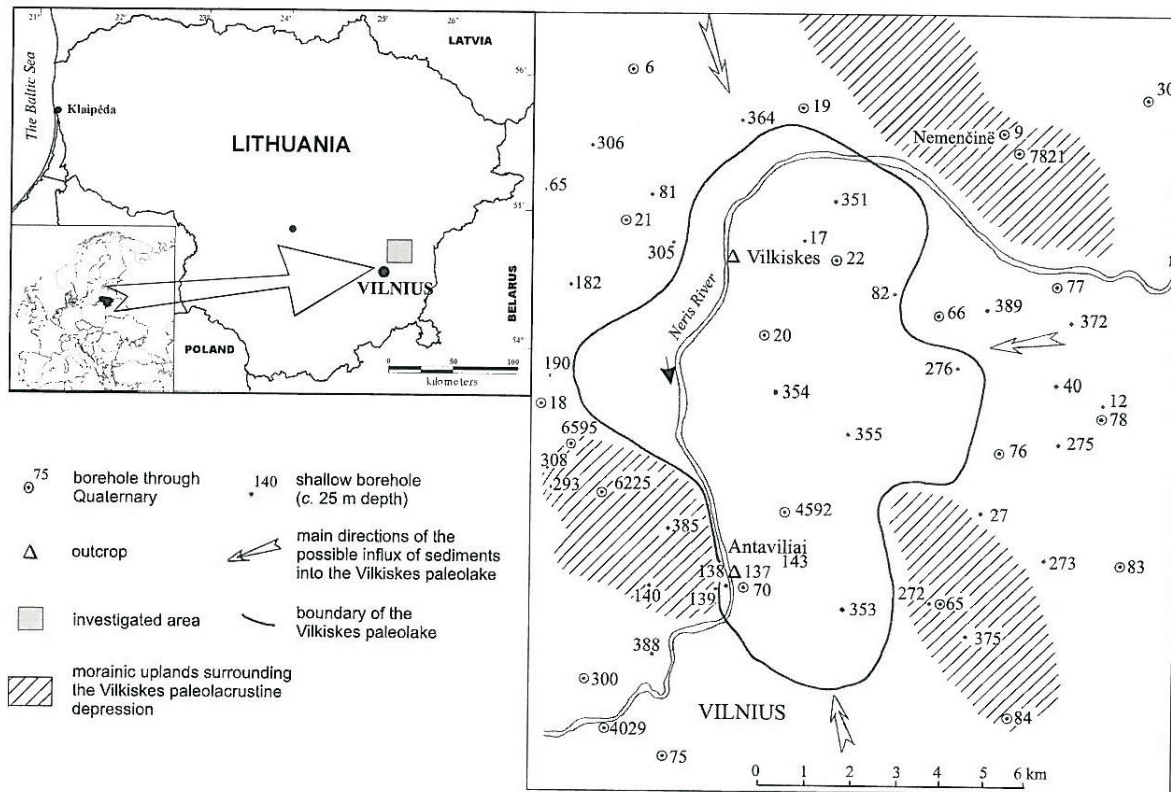 21°
22°
24°
25°
26°
LATVIA
56°
The Baltic Sea
Klaipėda
LITHUANIA
55°
VILNIUS
BELARUS
POLAND
54°
0 50 100
kilometers
75 borehole through
Quaternary
140 shallow borehole
(c. 25 m depth)
outcrop
main directions of the
possible influx of sediments
into the Vilkiskes paleolake
investigated area
boundary of the
Vilkiskes paleolake
morainic uplands surrounding
the Vilkiskes paleolacustrine
depression
6
30
19
364
Nemenčinė
9
306
7821
65
81
351
21
17
305
Vilkiskes
22
182
82
77
Neris River
66
389
372
20
190
276
40
354
12
18
78
6595
355
275
76
308
293
6225
4592
27
385
Antaviliai
143
273
83
138
137
140
139
70
272
65
353
375
388
300
VILNIUS
84
4029
75
0 1 2 3 4 5 6 km